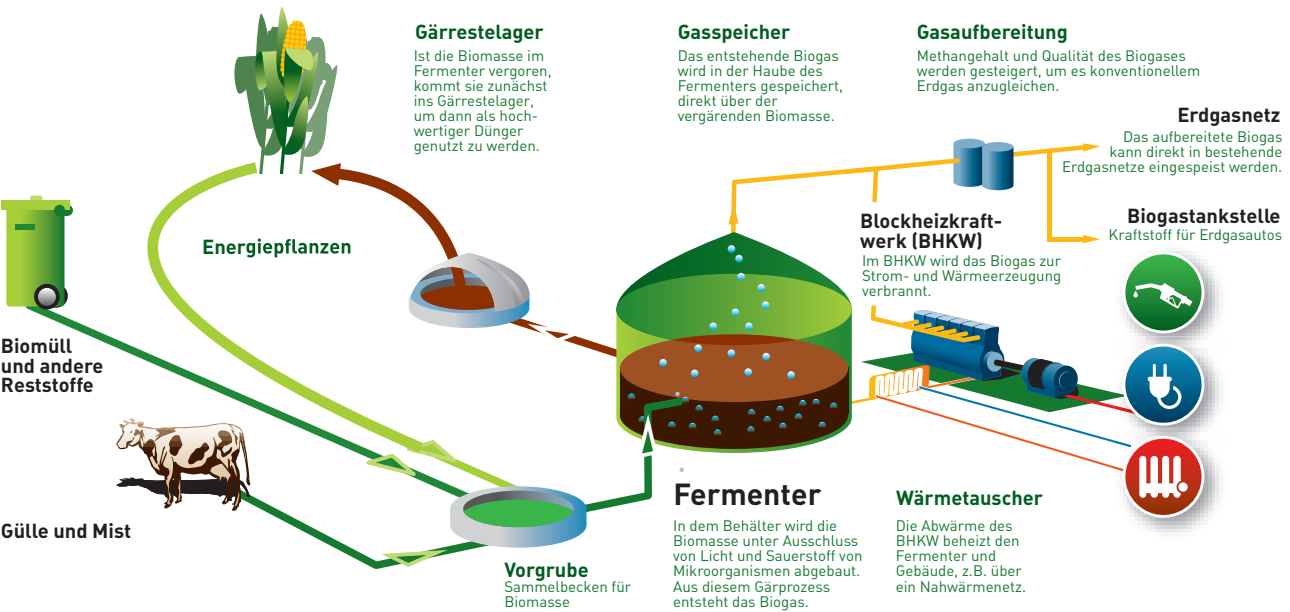 Gärrestelager
Ist die Biomasse im
Fermenter vergoren,
kommt sie zunächst
ins Gärrestelager,
um dann als hoch-
wertiger Dünger
genutzt zu werden.
Gasspeicher
Das entstehende Biogas
wird in der Haube des
Fermenters gespeichert,
direkt über der
vergärenden Biomasse.
Gasaufbereitung
Methangehalt und Qualität des Biogases
werden gesteigert, um es konventionellem
Erdgas anzugleichen.
Erdgasnetz
Das aufbereitete Biogas
kann direkt in bestehende
Erdgasnetze eingespeist werden.
Biogastankstelle
Kraftstoff für Erdgasautos
Blockheizkraft-
werk (BHKW)
Im BHKW wird das Biogas zur
Strom- und Wärmeerzeugung
verbrannt.
Energiepflanzen
Biomüll
und andere
Reststoffe
Gülle und Mist
Vorgrube
Sammelbecken für
Biomasse
Fermenter
In dem Behälter wird die
Biomasse unter Ausschluss
von Licht und Sauerstoff von
Mikroorganismen abgebaut.
Aus diesem Gärprozess
entsteht das Biogas.
Wärmetauscher
Die Abwärme des
BHKW beheizt den
Fermenter und
Gebäude, z.B. über
ein Nahwärmenetz.